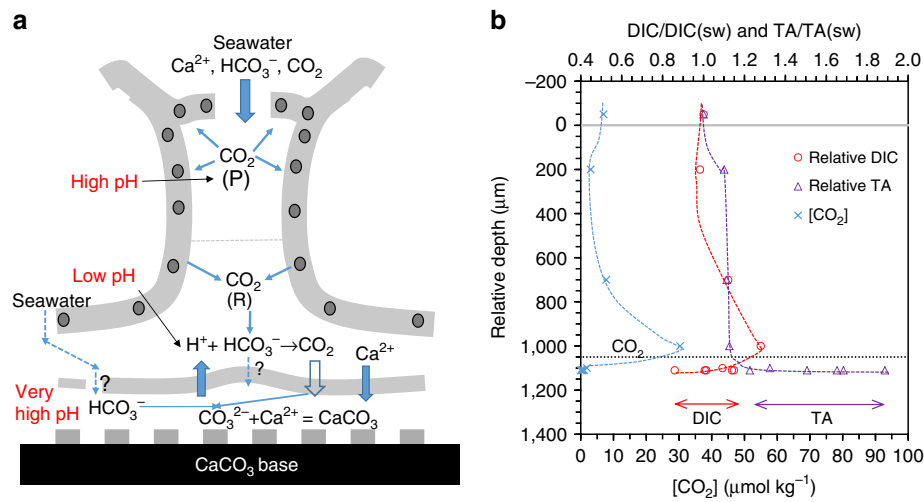 a
Seawater
Ca²⁺, HCO₃⁻, CO₂
CO₂
(P)
High pH
Low pH
CO₂
(R)
Seawater
H⁺+ HCO₃⁻→CO₂
Ca²⁺
?
?
Very
high pH
HCO₃⁻
CO₃²⁻+Ca²⁺ = CaCO₃
CaCO₃ base
b
DIC/DIC(sw) and TA/TA(sw)
0.4 0.6 0.8 1.0 1.2 1.4 1.6 1.8 2.0
Relative depth (μm)
−200
0
200
400
600
800
1,000
1,200
1,400
Relative DIC
Relative TA
[CO₂]
CO₂
DIC
TA
0 10 20 30 40 50 60 70 80 90 100
[CO₂] (μmol kg⁻¹)